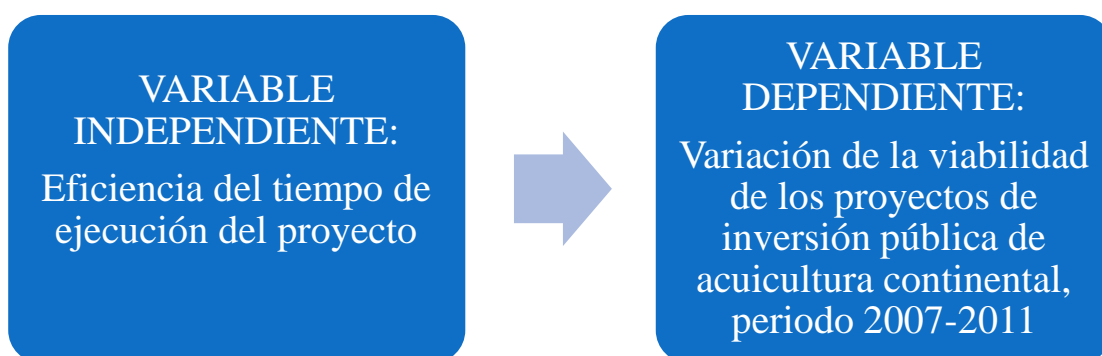 VARIABLE
INDEPENDIENTE:
Eficiencia del tiempo de
ejecución del proyecto
VARIABLE
DEPENDIENTE:
Variación de la viabilidad
de los proyectos de
inversión pública de
acuicultura continental,
periodo 2007-2011